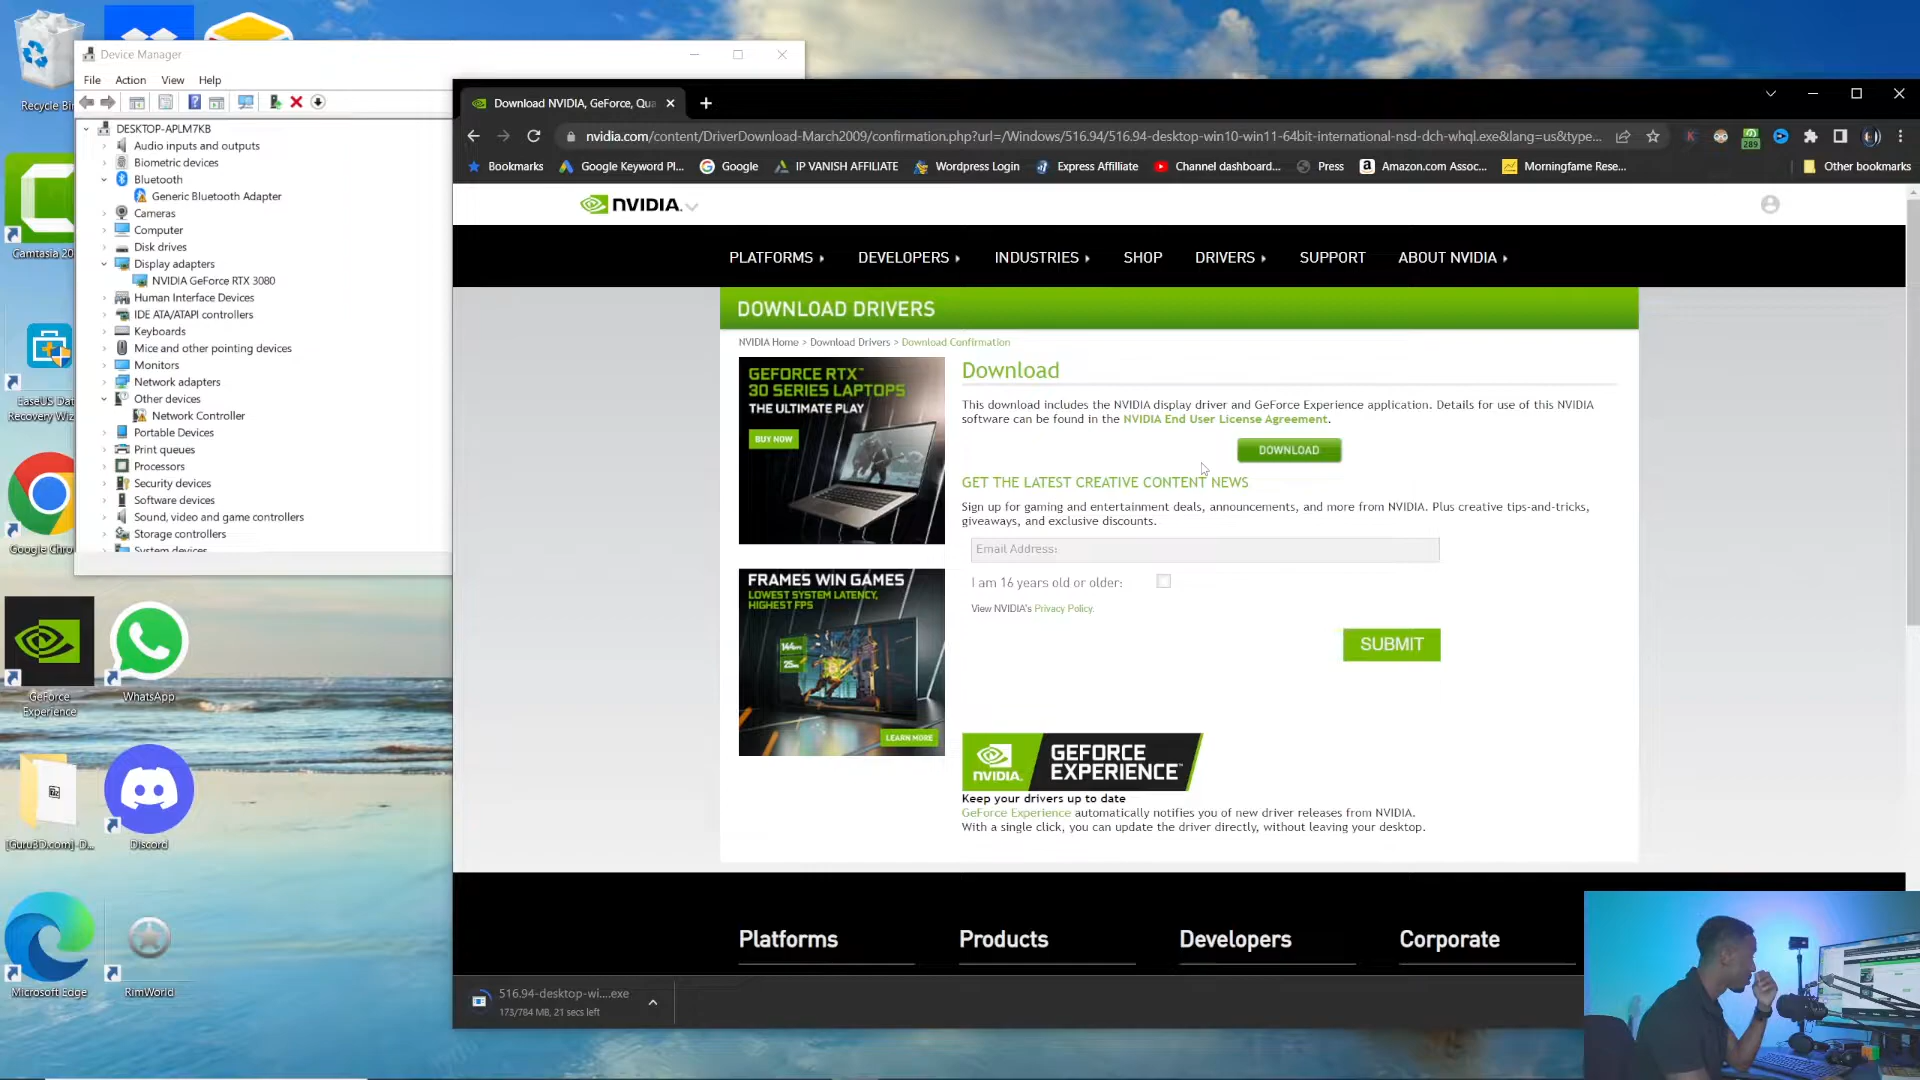 Recycle Bin
Device Manager
File Action View Help
DESKTOP-APLM7KB
Audio inputs and outputs
Biometric devices
Bluetooth
Generic Bluetooth Adapter
Cameras
Computer
Disk drives
Display adapters
NVIDIA GeForce RTX 3080
Human Interface Devices
IDE ATA/ATAPI controllers
Keyboards
Mice and other pointing devices
Monitors
Network adapters
Other devices
Network Controller
Portable Devices
Print queues
Processors
Security devices
Software devices
Sound, video and game controllers
Storage controllers
System devices
Camtasia 20
EaseUS Dat
Recovery Wiz
Google Chro
GeForce
Experience
WhatsApp
[Guru3D.com]-D...
Discord
Microsoft Edge
RimWorld
Download NVIDIA, GeForce, Qua
nvidia.com/content/DriverDownload-March2009/confirmation.php?url=/Windows/516.94/516.94-desktop-win10-win11-64bit-international-nsd-dch-whql.exe&lang=us&type...
289
Bookmarks Google Keyword Pl... Google IP VANISH AFFILIATE Wordpress Login Express Affiliate Channel dashboard... Press Amazon.com Assoc... Morningfame Rese... Other bookmarks
NVIDIA.
PLATFORMS DEVELOPERS INDUSTRIES SHOP DRIVERS SUPPORT ABOUT NVIDIA
DOWNLOAD DRIVERS
NVIDIA Home > Download Drivers > Download Confirmation
GEFORCE RTX™
30 SERIES LAPTOPS
THE ULTIMATE PLAY
BUY NOW
FRAMES WIN GAMES
LOWEST SYSTEM LATENCY,
HIGHEST FPS
LEARN MORE
Download
This download includes the NVIDIA display driver and GeForce Experience application. Details for use of this NVIDIA
software can be found in the NVIDIA End User License Agreement.
DOWNLOAD
GET THE LATEST CREATIVE CONTENT NEWS
Sign up for gaming and entertainment deals, announcements, and more from NVIDIA. Plus creative tips-and-tricks,
giveaways, and exclusive discounts.
Email Address:
I am 16 years old or older:
View NVIDIA's Privacy Policy.
SUBMIT
NVIDIA.
GEFORCE
EXPERIENCE™
Keep your drivers up to date
GeForce Experience automatically notifies you of new driver releases from NVIDIA.
With a single click, you can update the driver directly, without leaving your desktop.
Platforms Products Developers Corporate
516.94-desktop-wi....exe
173/784 MB, 21 secs left